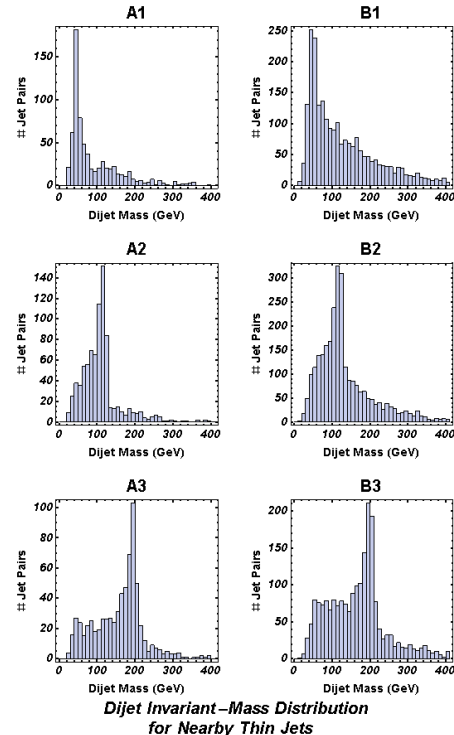 A1
150
100
50
0
# Jet Pairs
0 100 200 300 400
Dijet Mass (GeV)
B1
250
200
150
100
50
0
# Jet Pairs
0 100 200 300 400
Dijet Mass (GeV)
A2
140
120
100
80
60
40
20
0
# Jet Pairs
0 100 200 300 400
Dijet Mass (GeV)
B2
300
250
200
150
100
50
0
# Jet Pairs
0 100 200 300 400
Dijet Mass (GeV)
A3
100
80
60
40
20
0
# Jet Pairs
0 100 200 300 400
Dijet Mass (GeV)
B3
200
150
100
50
0
# Jet Pairs
0 100 200 300 400
Dijet Mass (GeV)
Dijet Invariant–Mass Distribution
for Nearby Thin Jets